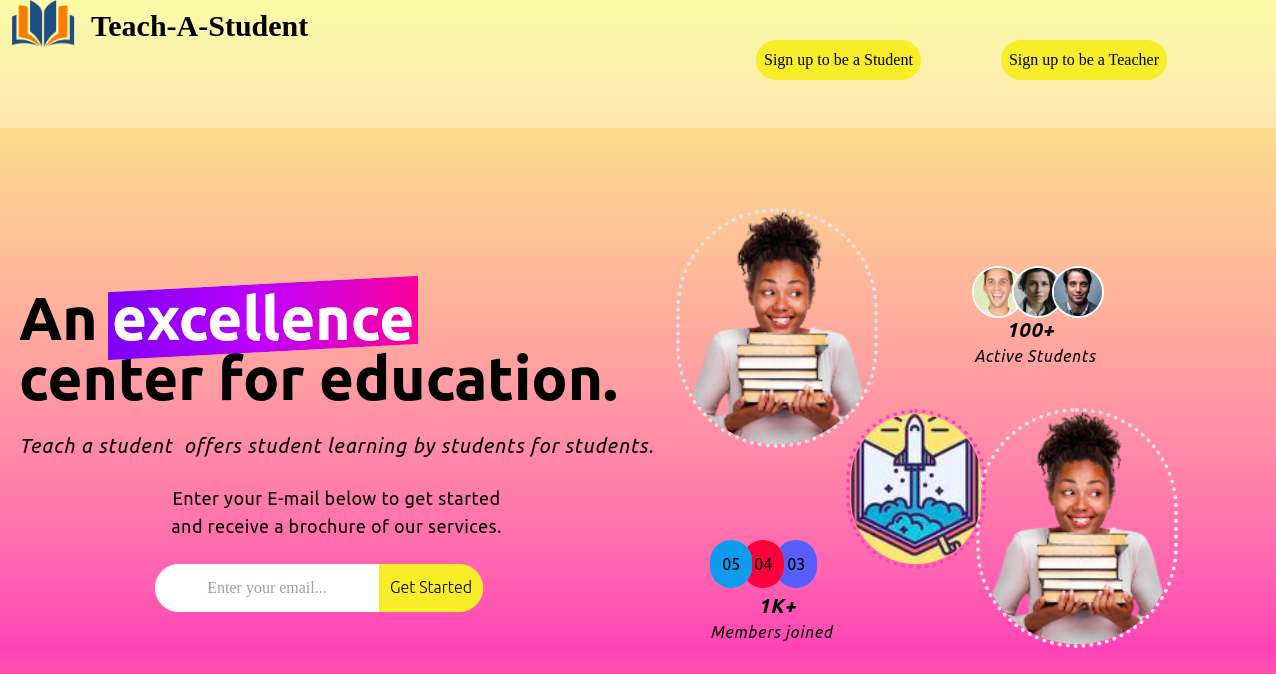 Teach-A-Student
Sign up to be a Student
Sign up to be a Teacher
An excellence
center for education.
Teach a student  offers student learning by students for students.
Enter your E-mail below to get started
and receive a brochure of our services.
Enter your email...
Get Started
100+
Active Students
05 04 03
1K+
Members joined